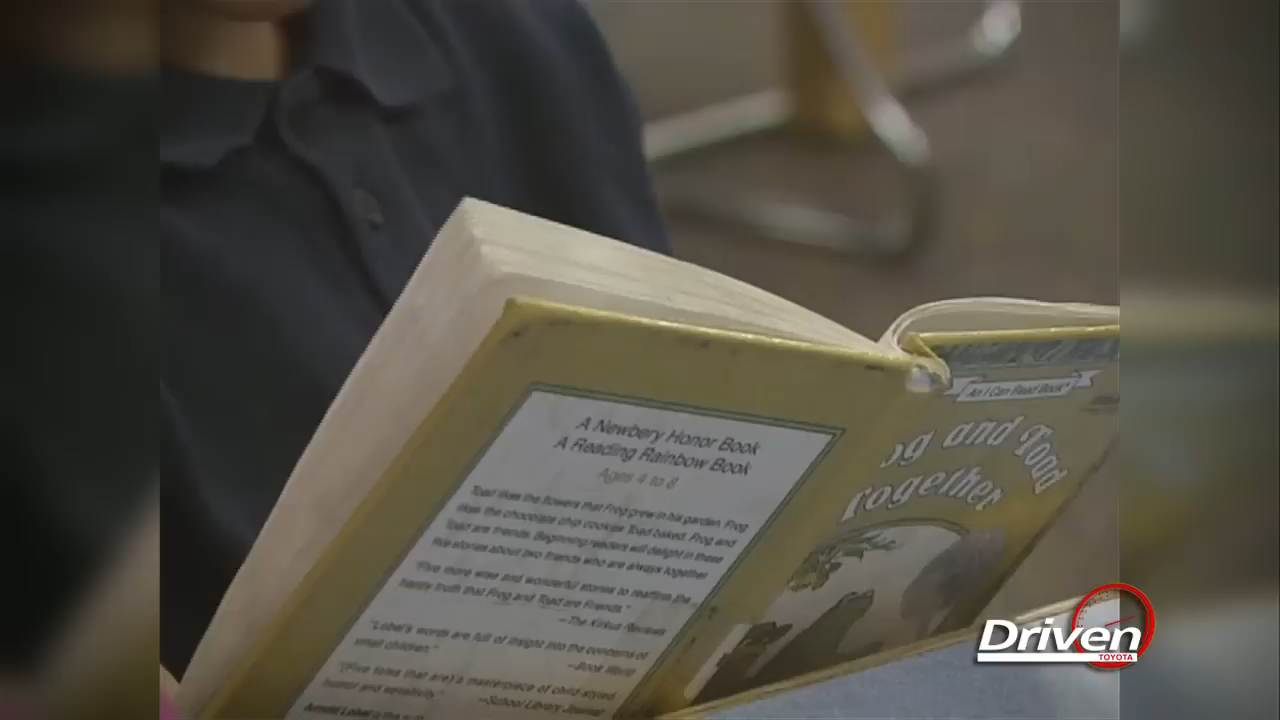 A Newbery Honor Book
A Reading Rainbow Book
Ages 4 to 8
Toad likes the flowers that Frog grew in his garden. Frog
likes the chocolate chip cookies Toad baked. Frog and
Toad are friends. Beginning readers will delight in these
five stories about two friends who are always together
"Five more wise and wonderful stories to reaffirm the
happy truth that Frog and Toad are Friends."
—The Kirkus Reviews
"Lobel's words are full of insight into the concerns of
small children."
—Book World
"(Five tales that are) a masterpiece of child-styled
humor and sensitivity."
—School Library Journal
Arnold Lobel
An I Can Read Book®
og and Toad
Together
Driven
TOYOTA